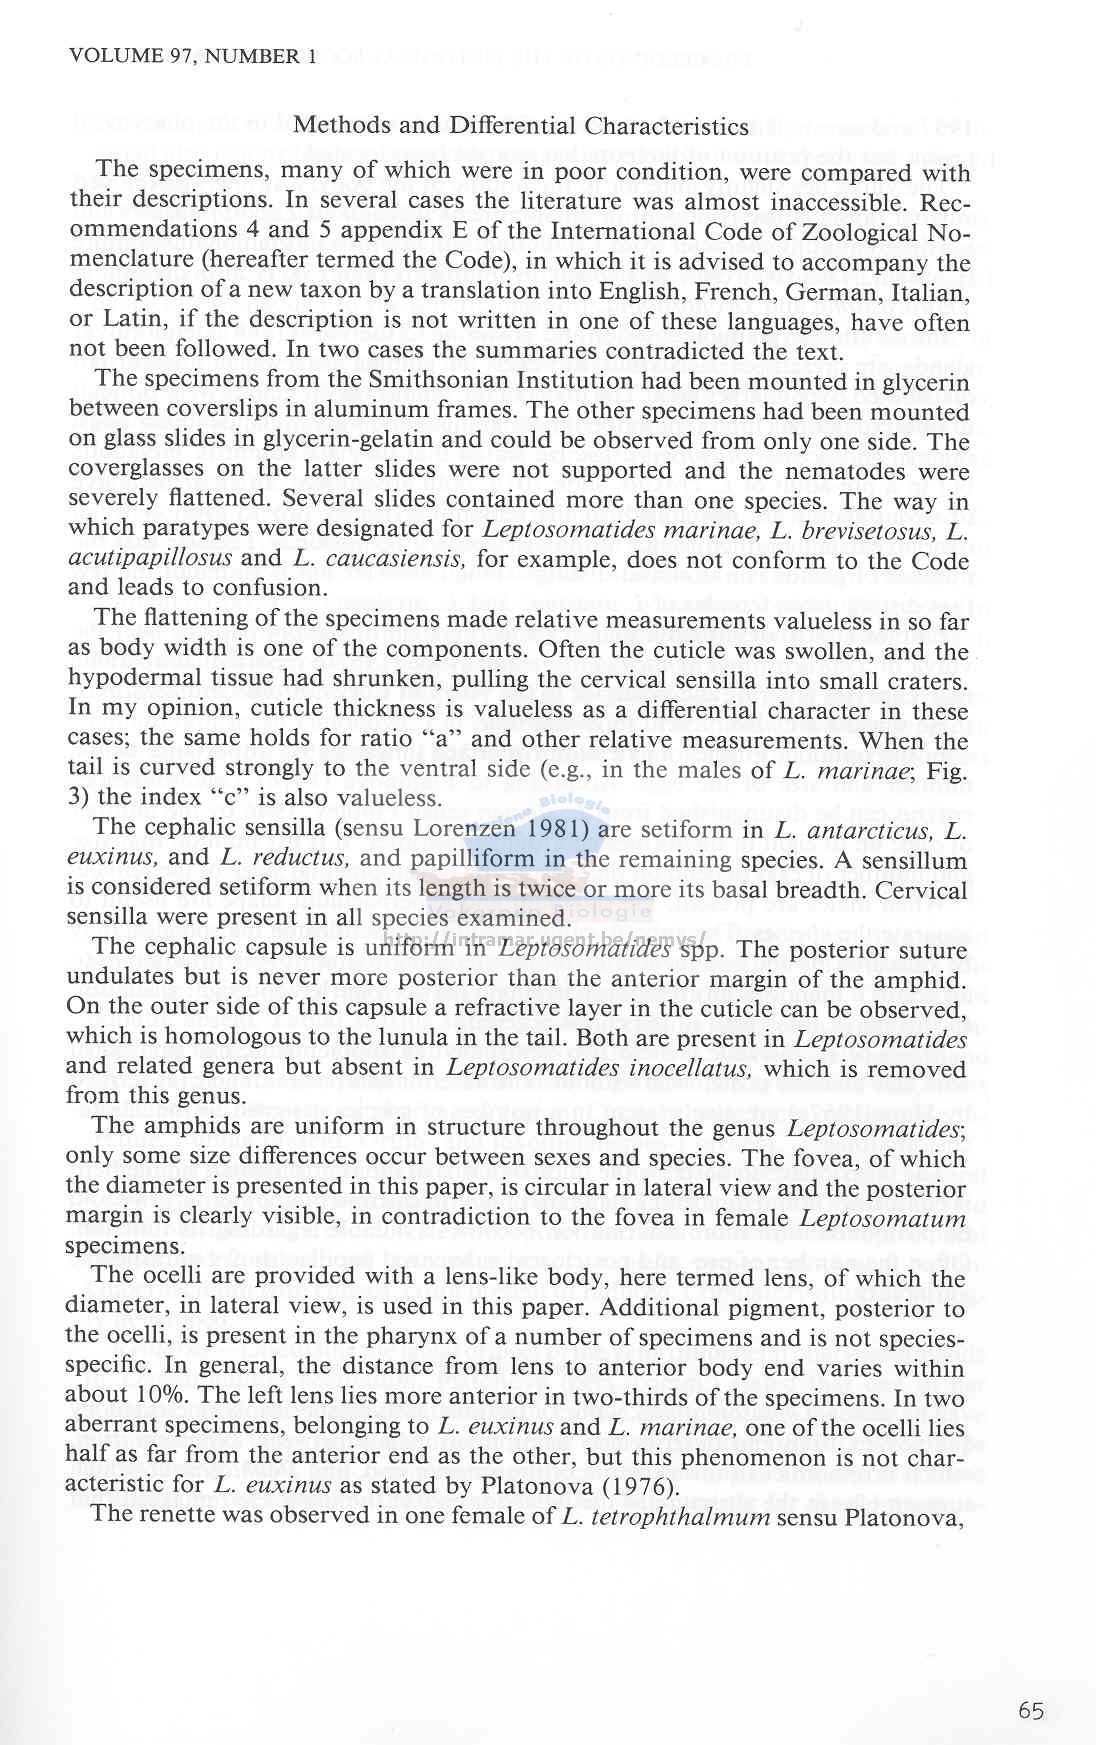 VOLUME 97, NUMBER 1
Methods and Differential Characteristics
The specimens, many of which were in poor condition, were compared with
their descriptions. In several cases the literature was almost inaccessible. Rec-
ommendations 4 and 5 appendix E of the International Code of Zoological No-
menclature (hereafter termed the Code), in which it is advised to accompany the
description of a new taxon by a translation into English, French, German, Italian,
or Latin, if the description is not written in one of these languages, have often
not been followed. In two cases the summaries contradicted the text.
The specimens from the Smithsonian Institution had been mounted in glycerin
between coverslips in aluminum frames. The other specimens had been mounted
on glass slides in glycerin-gelatin and could be observed from only one side. The
coverglasses on the latter slides were not supported and the nematodes were
severely flattened. Several slides contained more than one species. The way in
which paratypes were designated for Leptosomatides marinae, L. brevisetosus, L.
acutipapillosus and L. caucasiensis, for example, does not conform to the Code
and leads to confusion.
The flattening of the specimens made relative measurements valueless in so far
as body width is one of the components. Often the cuticle was swollen, and the
hypodermal tissue had shrunken, pulling the cervical sensilla into small craters.
In my opinion, cuticle thickness is valueless as a differential character in these
cases; the same holds for ratio “a” and other relative measurements. When the
tail is curved strongly to the ventral side (e.g., in the males of L. marinae; Fig.
3) the index “c” is also valueless.
The cephalic sensilla (sensu Lorenzen 1981) are setiform in L. antarcticus, L.
euxinus, and L. reductus, and papilliform in the remaining species. A sensillum
is considered setiform when its length is twice or more its basal breadth. Cervical
sensilla were present in all species examined.
The cephalic capsule is uniform in Leptosomatides spp. The posterior suture
undulates but is never more posterior than the anterior margin of the amphid.
On the outer side of this capsule a refractive layer in the cuticle can be observed,
which is homologous to the lunula in the tail. Both are present in Leptosomatides
and related genera but absent in Leptosomatides inocellatus, which is removed
from this genus.
The amphids are uniform in structure throughout the genus Leptosomatides;
only some size differences occur between sexes and species. The fovea, of which
the diameter is presented in this paper, is circular in lateral view and the posterior
margin is clearly visible, in contradiction to the fovea in female Leptosomatum
specimens.
The ocelli are provided with a lens-like body, here termed lens, of which the
diameter, in lateral view, is used in this paper. Additional pigment, posterior to
the ocelli, is present in the pharynx of a number of specimens and is not species-
specific. In general, the distance from lens to anterior body end varies within
about 10%. The left lens lies more anterior in two-thirds of the specimens. In two
aberrant specimens, belonging to L. euxinus and L. marinae, one of the ocelli lies
half as far from the anterior end as the other, but this phenomenon is not char-
acteristic for L. euxinus as stated by Platonova (1976).
The renette was observed in one female of L. tetrophthalmum sensu Platonova,
Mariene Biologie
Biologie
http://intramar.ugent.be/nemys/
65